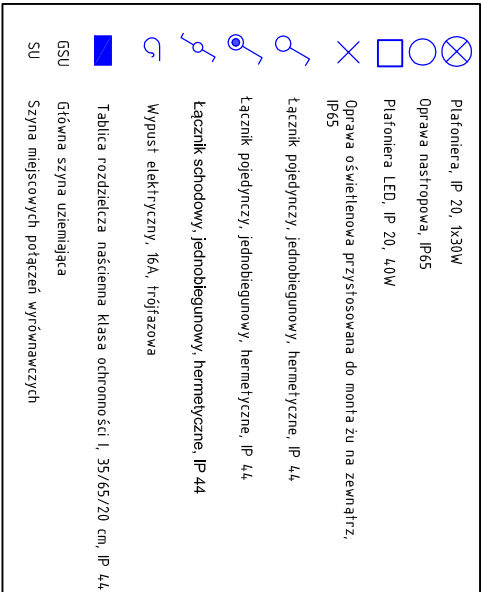 Plafoniera, IP 20, 1x30W
Oprawa nastropowa, IP65
Plafoniera LED, IP 20, 40W
Oprawa oświetlenowa przystosowana do monta żu na zewnątrz,
IP65
Łącznik pojedynczy, jednobiegunowy, hermetyczne, IP 44
Łącznik pojedynczy, jednobiegunowy, hermetyczne, IP 44
Łącznik schodowy, jednobiegunowy, hermetyczne, IP 44
Wypust elektryczny, 16A, trójfazowa
Tablica rozdzielcza naścienna klasa ochronności I, 35/65/20 cm, IP 44
GSU Główna szyna uziemiająca
SU Szyna miejscowych połączeń wyrównawczych